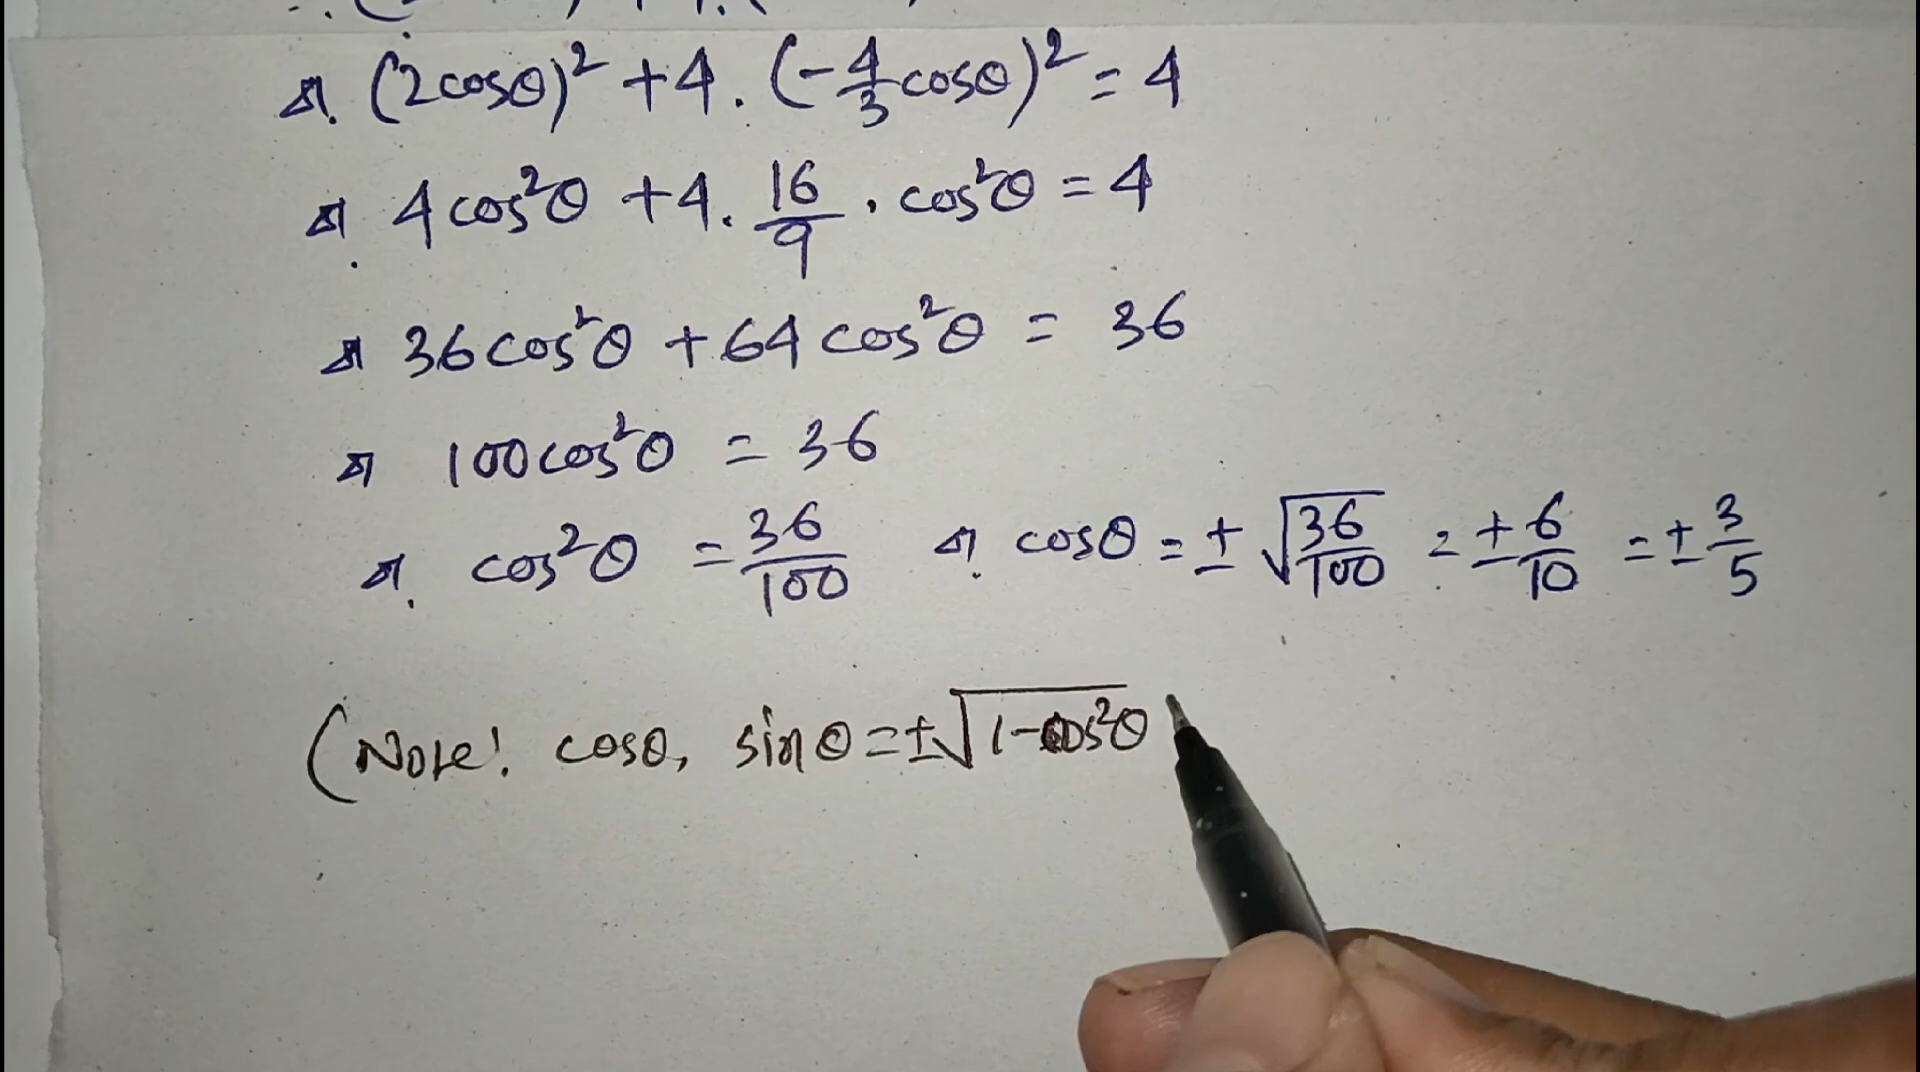 বা, (2cosθ)² + 4. (-4/3 cosθ)² = 4
বা 4cos²θ + 4. 16/9 . cos²θ = 4
বা 36cos²θ + 64cos²θ = 36
বা 100cos²θ = 36
বা, cos²θ = 36/100 বা, cosθ = ± √(36/100) = ± 6/10 = ± 3/5
(Note! cosθ, sinθ = ±√(1-cos²θ)